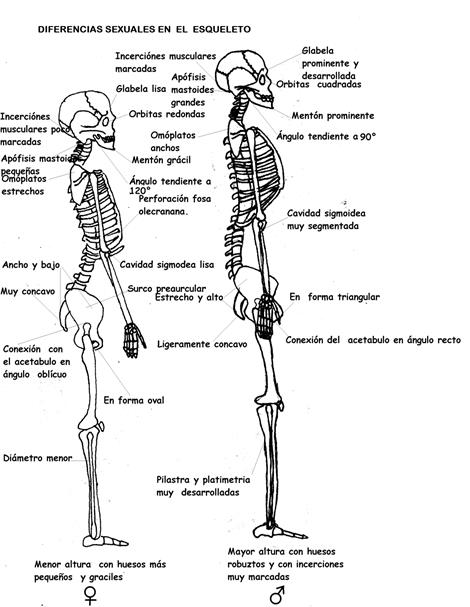 DIFERENCIAS SEXUALES EN EL ESQUELETO
Incerciónes musculares
marcadas
Glabela lisa
Orbitas redondas
Incerciónes
musculares poco
marcadas
Apófisis mastoides
pequeñas
Omóplatos
estrechos
Mentón grácil
Ángulo tendiente a
120°
Perforación fosa
olecranana.
Ancho y bajo
Cavidad sigmodea lisa
Muy concavo
Surco preaurcular
Conexión con
el acetabulo en
ángulo oblícuo
En forma oval
Diámetro menor
Menor altura con huesos más
pequeños y graciles
♀
Glabela
prominente y
desarrollada
Incerciónes musculares
marcadas
Apófisis
mastoides
grandes
Orbitas cuadradas
Mentón prominente
Omóplatos
anchos
Ángulo tendiente a 90°
Cavidad sigmoidea
muy segmentada
Estrecho y alto
En forma triangular
Ligeramente concavo
Conexión del acetabulo en ángulo recto
Pilastra y platimetria
muy desarrolladas
Mayor altura con huesos
robuztos y con incerciones
muy marcadas
♂